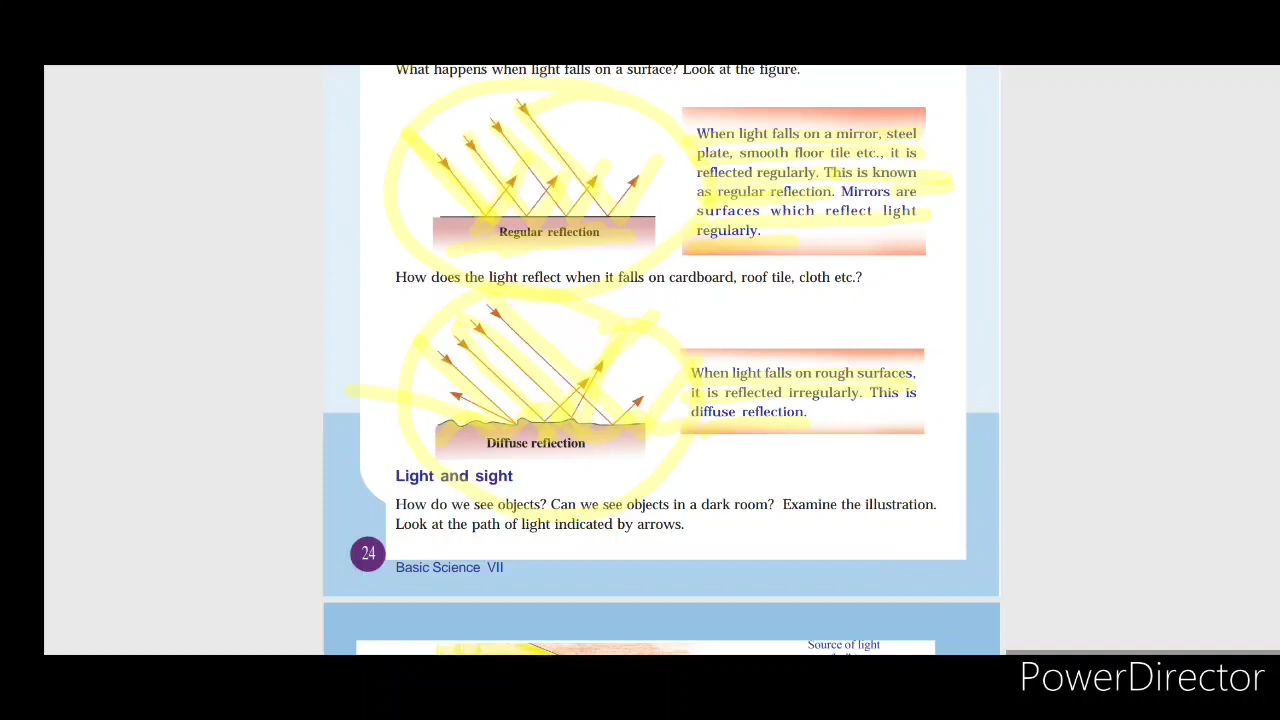 What happens when light falls on a surface? Look at the figure.
When light falls on a mirror, steel
plate, smooth floor tile etc., it is
reflected regularly. This is known
as regular reflection. Mirrors are
surfaces which reflect light
regularly.
Regular reflection
How does the light reflect when it falls on cardboard, roof tile, cloth etc.?
When light falls on rough surfaces,
it is reflected irregularly. This is
diffuse reflection.
Diffuse reflection
Light and sight
How do we see objects? Can we see objects in a dark room? Examine the illustration.
Look at the path of light indicated by arrows.
24
Basic Science VII
Source of light
PowerDirector